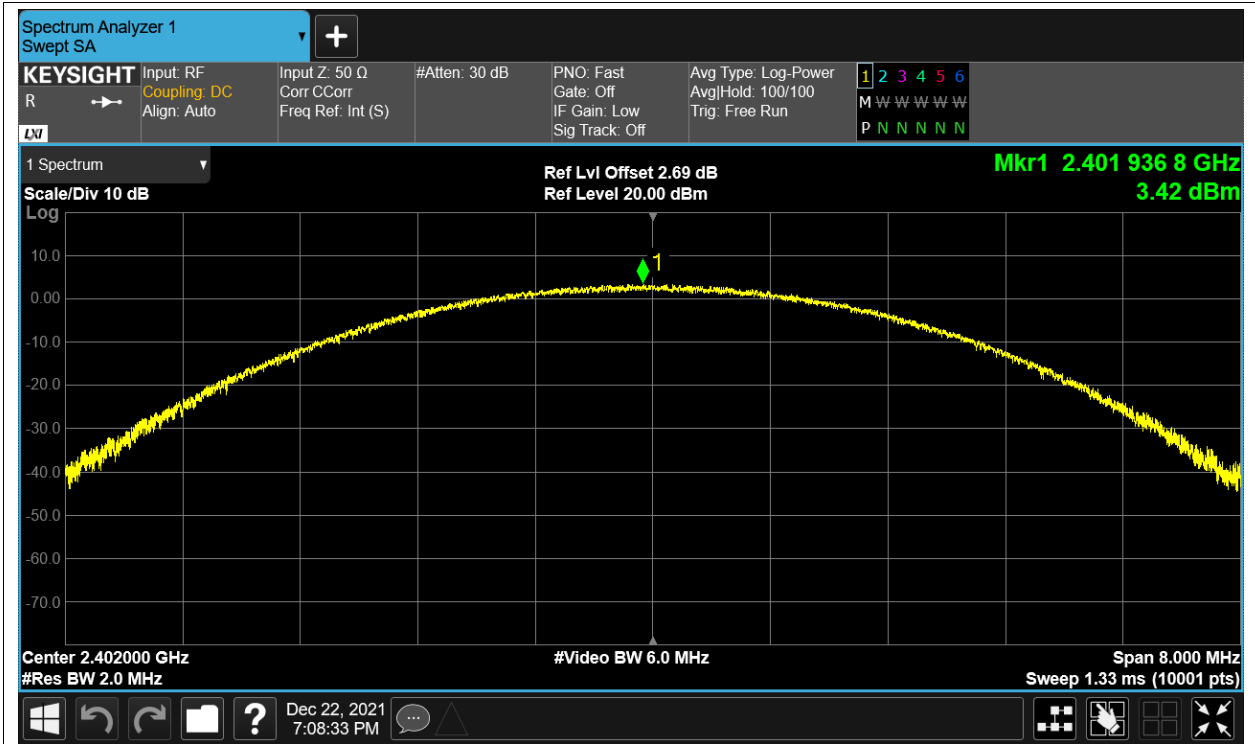 Spectrum Analyzer 1
Swept SA
+
KEYSIGHT
R
LXI
Input: RF
Coupling: DC
Align: Auto
Input Z: 50 Ω
Corr CCorr
Freq Ref: Int (S)
#Atten: 30 dB
PNO: Fast
Gate: Off
IF Gain: Low
Sig Track: Off
Avg Type: Log-Power
Avg|Hold: 100/100
Trig: Free Run
1 2 3 4 5 6
M W W W W W
P N N N N N
1 Spectrum
Scale/Div 10 dB
Log
Ref Lvl Offset 2.69 dB
Ref Level 20.00 dBm
Mkr1 2.401 936 8 GHz
3.42 dBm
1
10.0
0.00
-10.0
-20.0
-30.0
-40.0
-50.0
-60.0
-70.0
Center 2.402000 GHz
#Res BW 2.0 MHz
#Video BW 6.0 MHz
Span 8.000 MHz
Sweep 1.33 ms (10001 pts)
?
Dec 22, 2021
7:08:33 PM